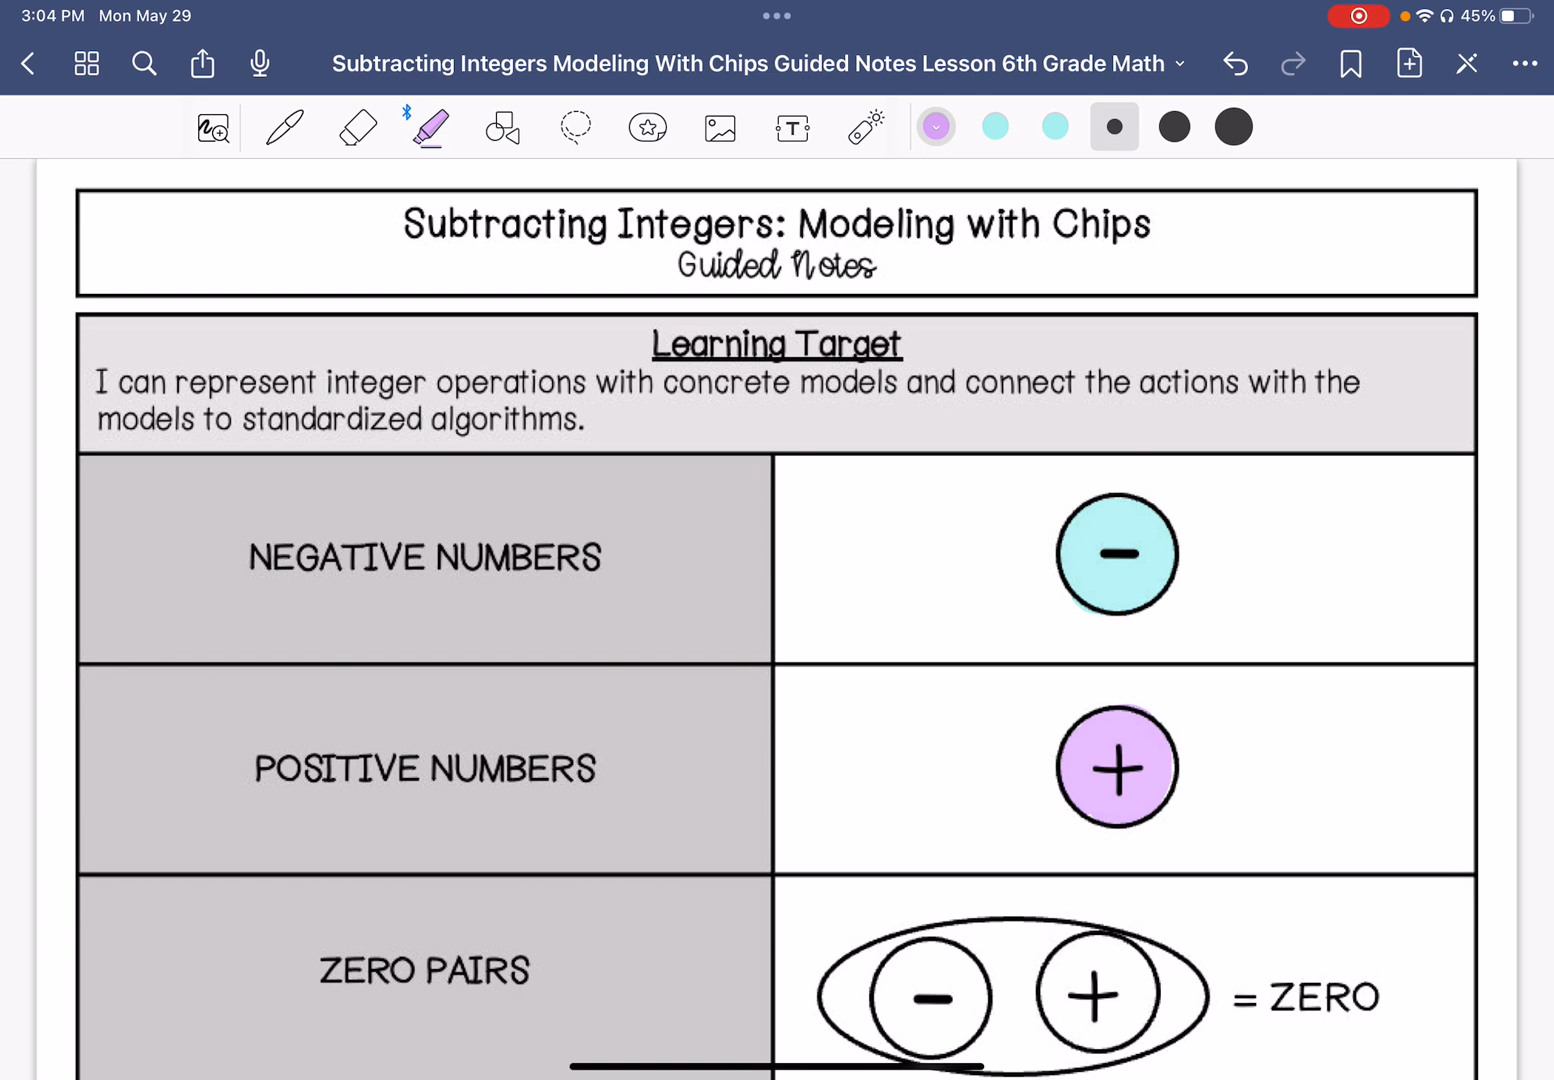 3:04 PM Mon May 29
45%
Subtracting Integers Modeling With Chips Guided Notes Lesson 6th Grade Math
T
Subtracting Integers: Modeling with Chips
Guided Notes
Learning Target
I can represent integer operations with concrete models and connect the actions with the
models to standardized algorithms.
NEGATIVE NUMBERS
−
POSITIVE NUMBERS
+
ZERO PAIRS
− + = ZERO